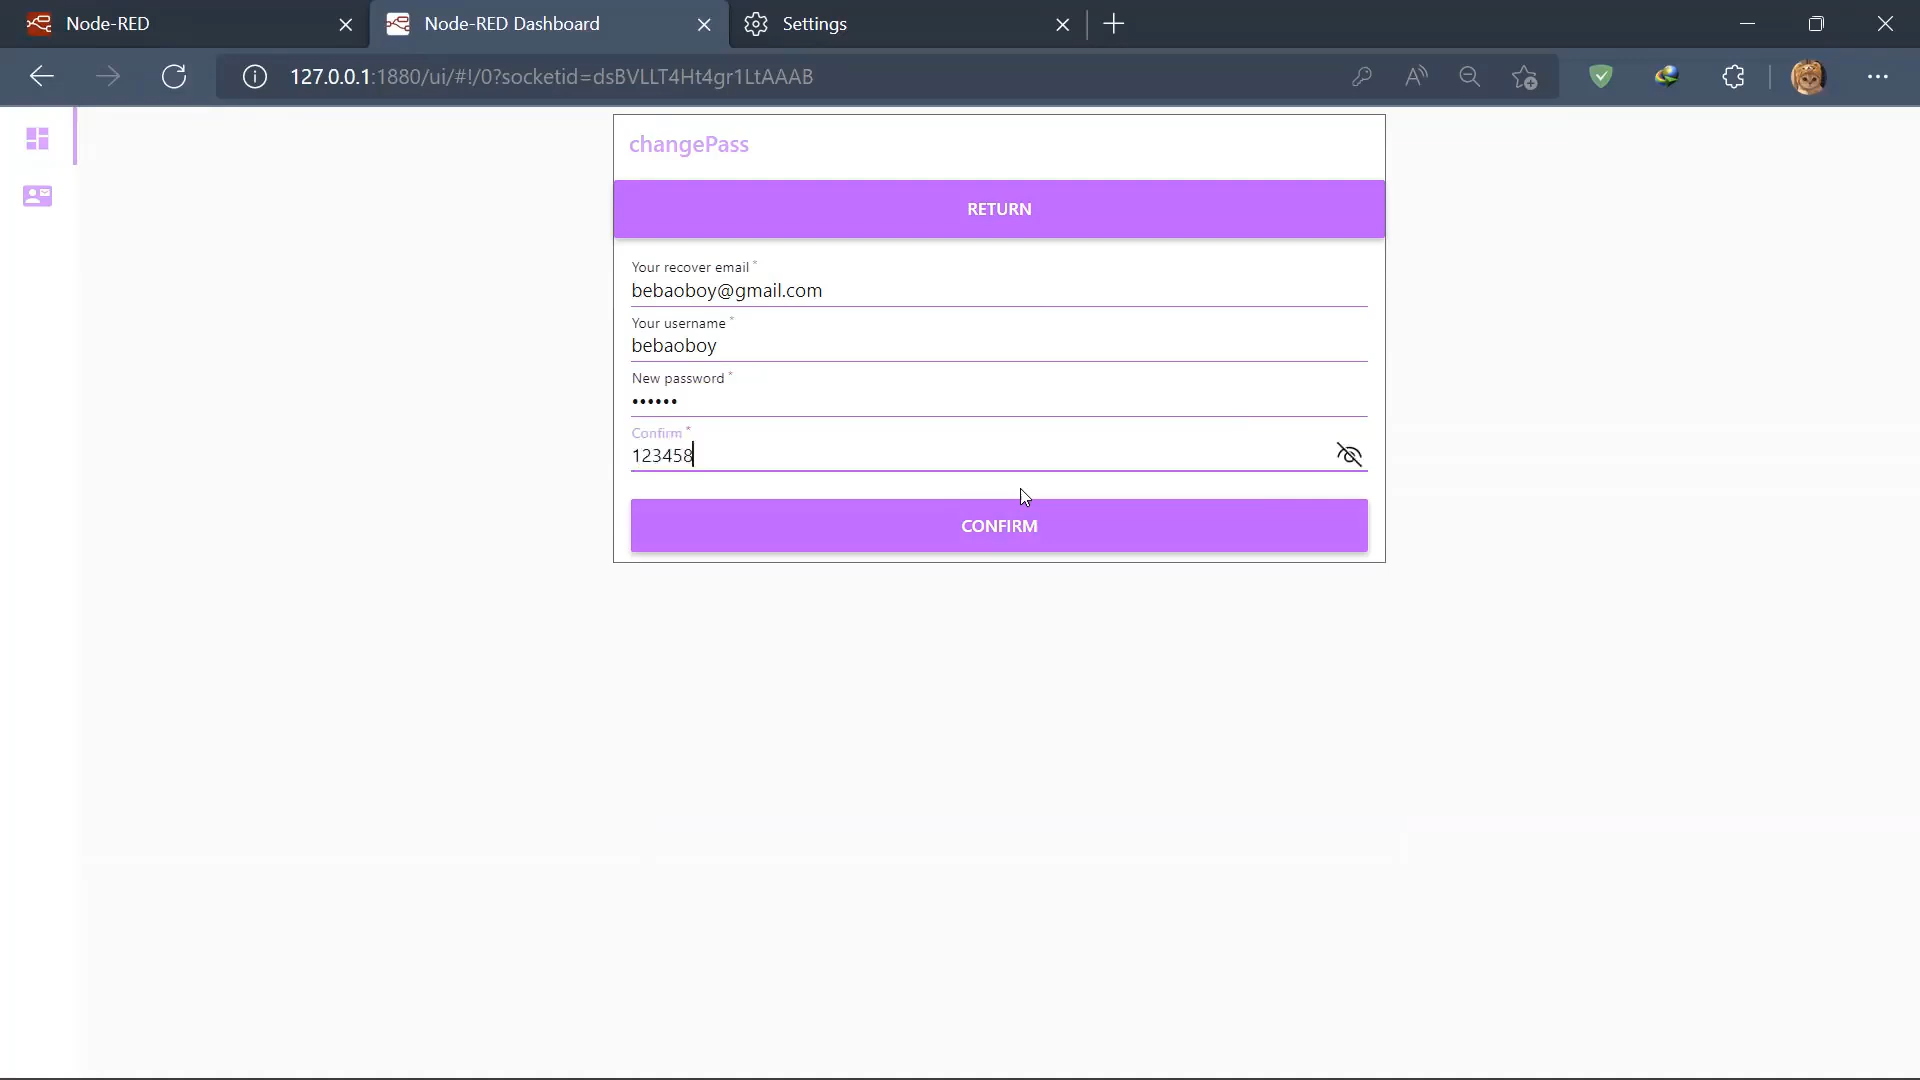 Node-RED
Node-RED Dashboard
Settings
127.0.0.1:1880/ui/#!/0?socketid=dsBVLLT4Ht4gr1LtAAAB
changePass
RETURN
Your recover email *
bebaoboy@gmail.com
Your username *
bebaoboy
New password *
••••••
Confirm *
123458
CONFIRM